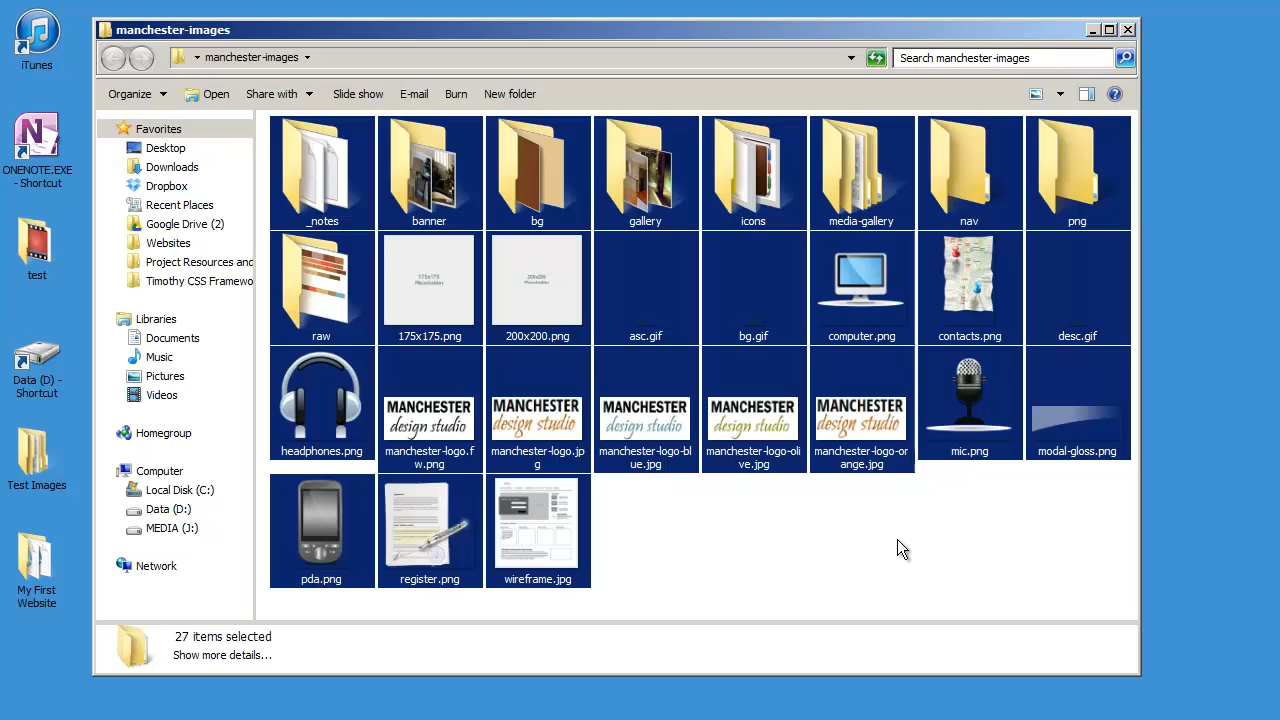 manchester-images
manchester-images
Search manchester-images
Organize
Open
Share with
Slide show
E-mail
Burn
New folder
iTunes
ONENOTE.EXE
- Shortcut
test
Data (D) -
Shortcut
Test Images
My First
Website
Favorites
Desktop
Downloads
Dropbox
Recent Places
Google Drive (2)
Websites
Project Resources and
Timothy CSS Framewo
Libraries
Documents
Music
Pictures
Videos
Homegroup
Computer
Local Disk (C:)
Data (D:)
MEDIA (J:)
Network
_notes
banner
bg
gallery
icons
media-gallery
nav
png
175x175
Placeholder
200x200
Placeholder
raw
175x175.png
200x200.png
asc.gif
bg.gif
computer.png
contacts.png
desc.gif
MANCHESTER
design studio
MANCHESTER
design studio
MANCHESTER
design studio
MANCHESTER
design studio
MANCHESTER
design studio
headphones.png
manchester-logo.f
w.png
manchester-logo.jp
g
manchester-logo-bl
ue.jpg
manchester-logo-oli
ve.jpg
manchester-logo-or
ange.jpg
mic.png
modal-gloss.png
pda.png
register.png
wireframe.jpg
27 items selected
Show more details...